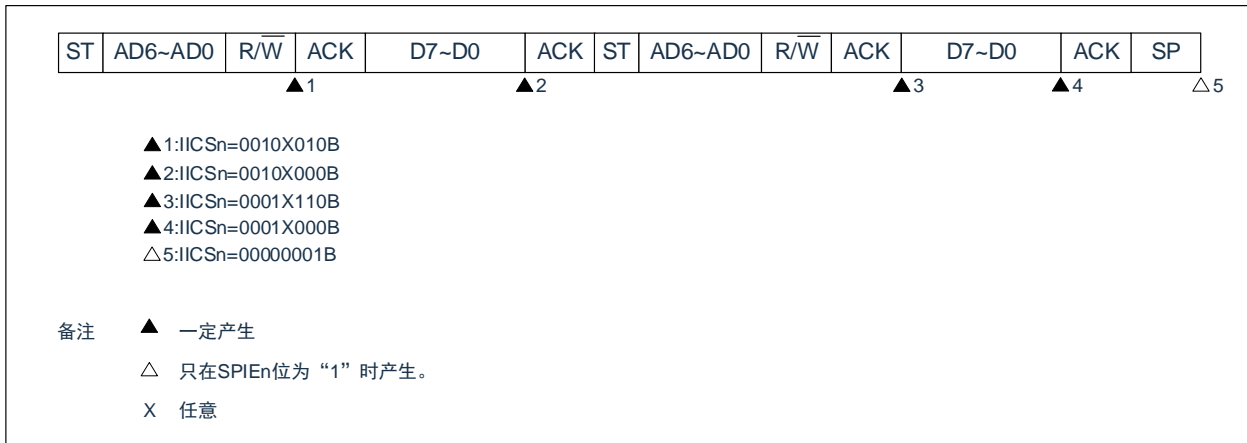 ST AD6~AD0 R/W̅ ACK D7~D0 ACK ST AD6~AD0 R/W̅ ACK D7~D0 ACK SP
▲1 ▲2 ▲3 ▲4 △5
▲1:IICSn=0010X010B
▲2:IICSn=0010X000B
▲3:IICSn=0001X110B
▲4:IICSn=0001X000B
△5:IICSn=00000001B
备注 ▲ 一定产生
△ 只在SPIEn位为“1”时产生。
X 任意